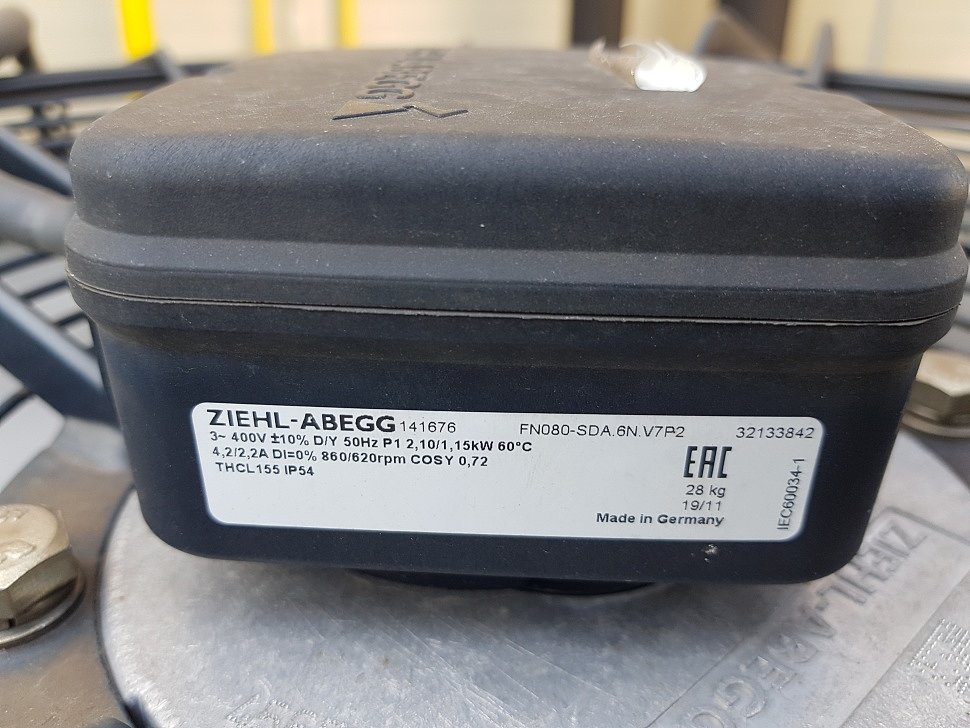 ZIEHL-ABEGG 141676 FN080-SDA.6N.V7P2 32133842
3~ 400V ±10% D/Y 50Hz P1 2,10/1,15kW 60°C
4,2/2,2A DI=0% 860/620rpm COSY 0,72
THCL155 IP54
EAC
28 kg
19/11
Made in Germany
IEC60034-1
ZIEHL-ABEGG